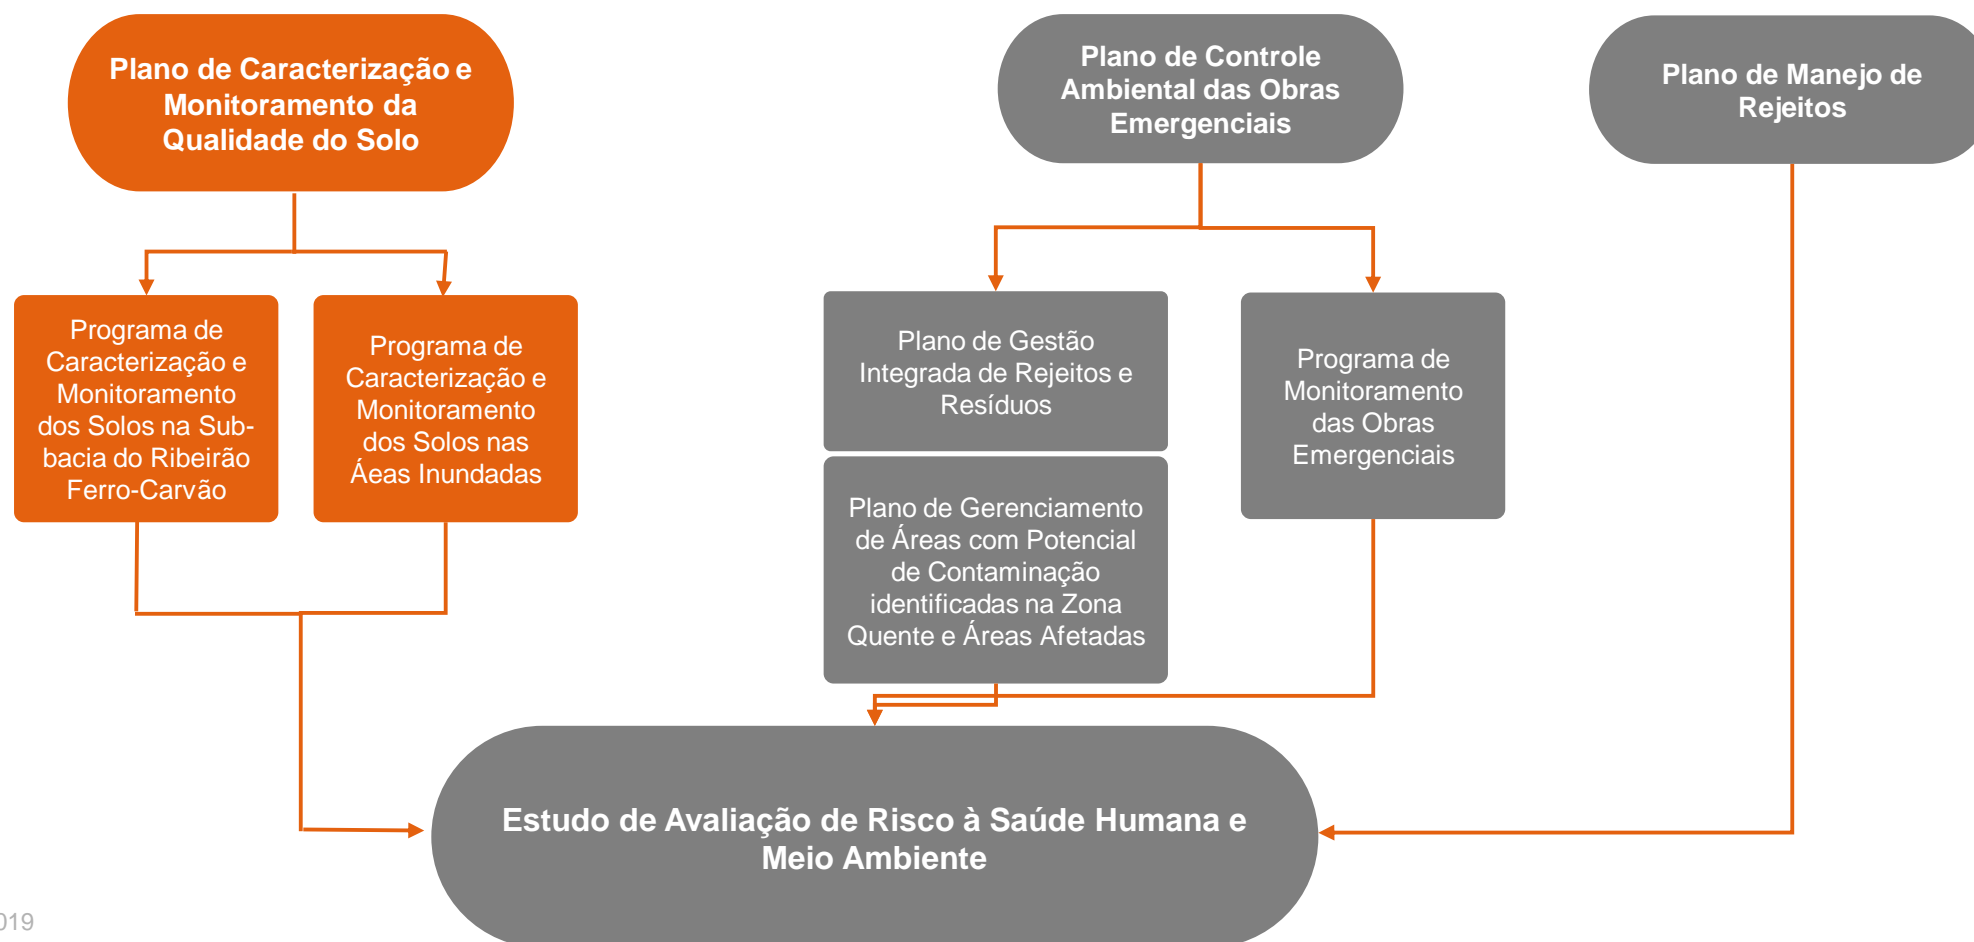 Plano de Caracterização e
Monitoramento da
Qualidade do Solo
Plano de Controle
Ambiental das Obras
Emergenciais
Plano de Manejo de
Rejeitos
Programa de
Caracterização e
Monitoramento
dos Solos na Sub-
bacia do Ribeirão
Ferro-Carvão
Programa de
Caracterização e
Monitoramento
dos Solos nas
Áeas Inundadas
Plano de Gestão
Integrada de Rejeitos e
Resíduos
Programa de
Monitoramento
das Obras
Emergenciais
Plano de Gerenciamento
de Áreas com Potencial
de Contaminação
identificadas na Zona
Quente e Áreas Afetadas
Estudo de Avaliação de Risco à Saúde Humana e
Meio Ambiente
019